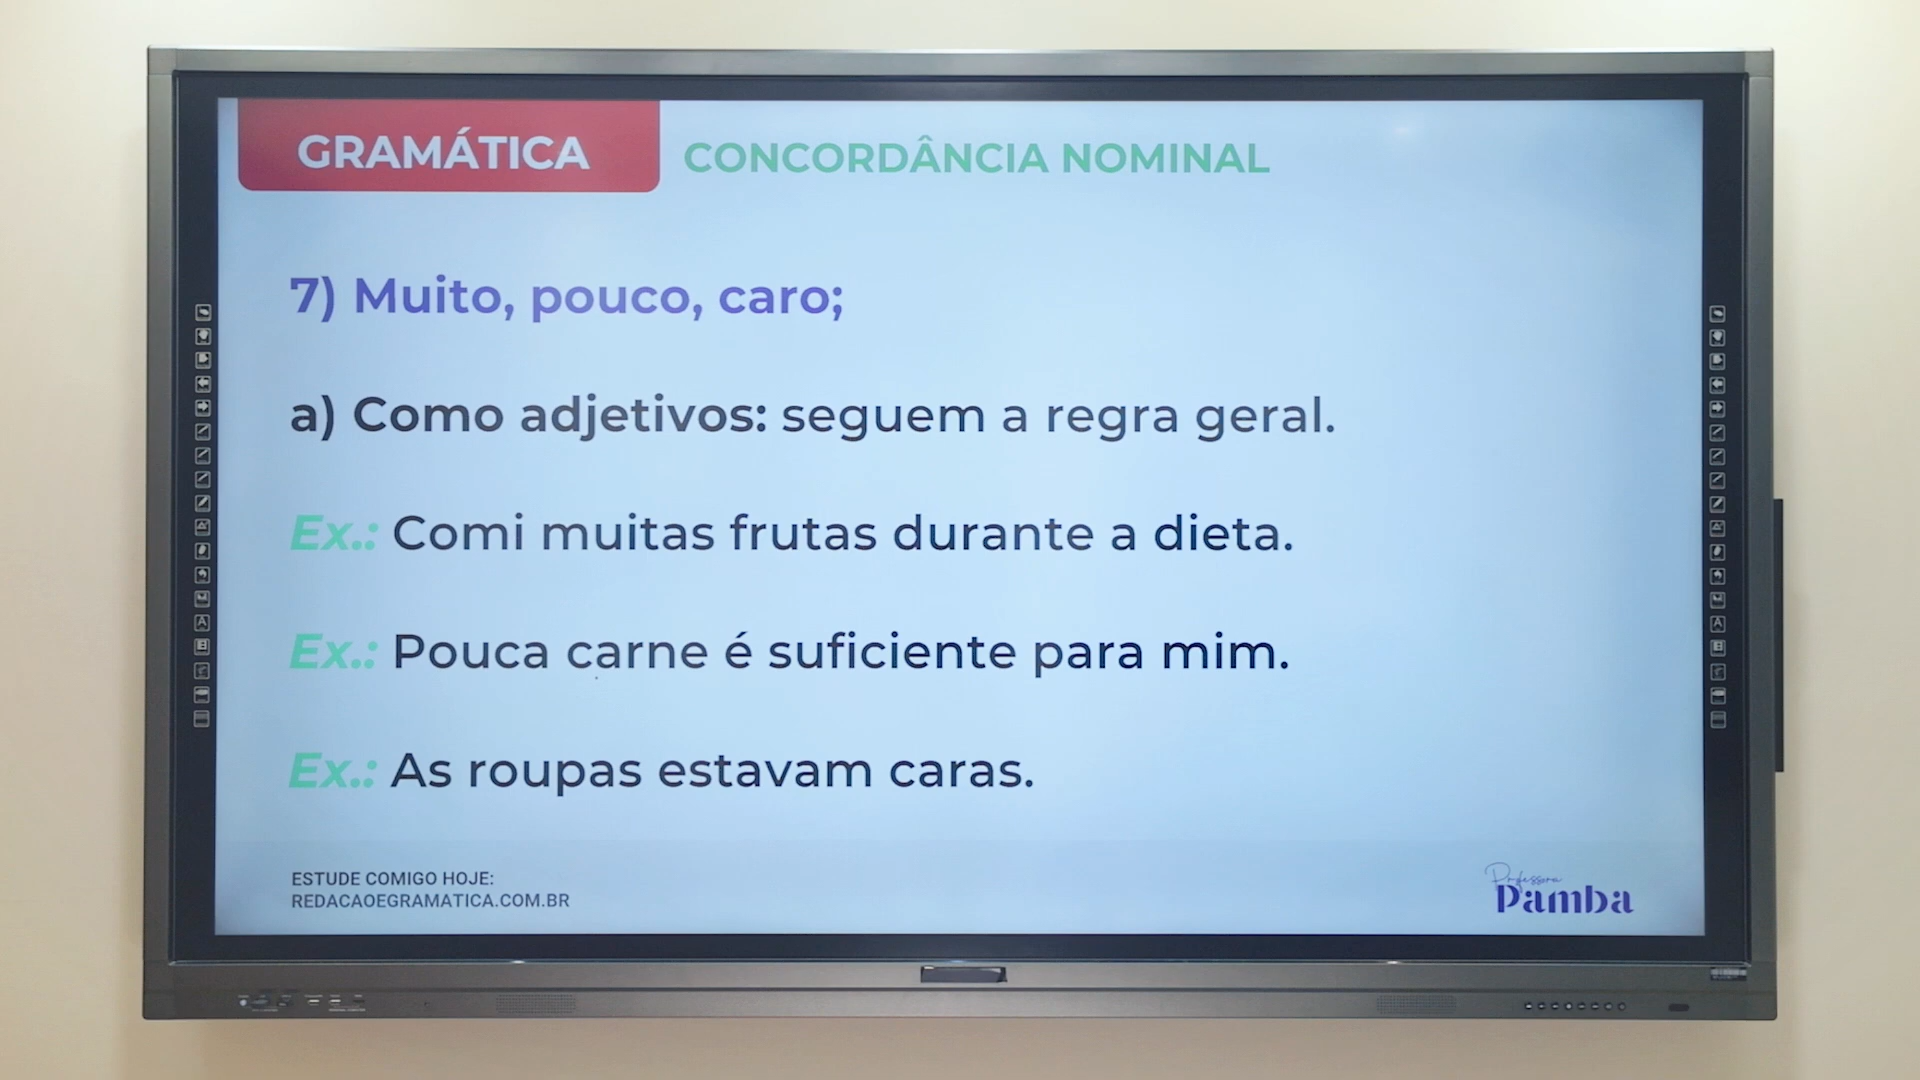 GRAMÁTICA CONCORDÂNCIA NOMINAL
7) Muito, pouco, caro;
a) Como adjetivos: seguem a regra geral.
Ex.: Comi muitas frutas durante a dieta.
Ex.: Pouca carne é suficiente para mim.
Ex.: As roupas estavam caras.
ESTUDE COMIGO HOJE:
REDACAOEGRAMATICA.COM.BR
Professora
Pamba